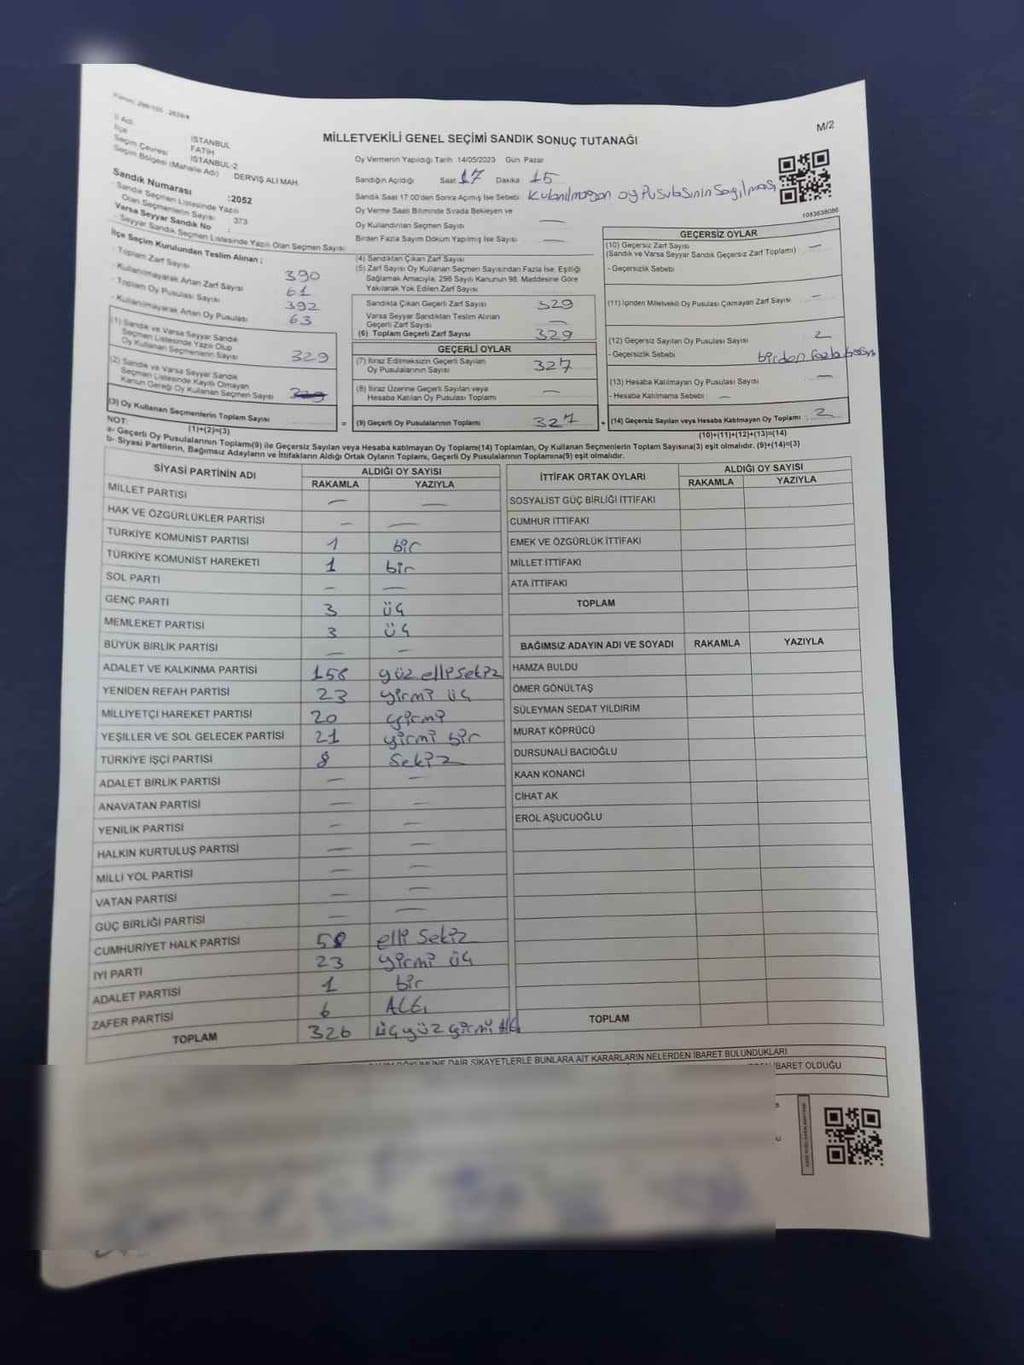 M/2
MİLLETVEKİLİ GENEL SEÇİMİ SANDIK SONUÇ TUTANAĞI
İl Adı İSTANBUL
İlçe FATİH
Seçim Çevresi İSTANBUL-2
Seçim Bölgesi (Mahalle Adı) DERVİŞ ALİ MAH.
Sandık Numarası :2052
Sandık Seçmen Listesinde Yazılı
Olan Seçmenlerin Sayısı 373
Varsa Seyyar Sandık No
Seyyar Sandık Seçmen Listesinde Yazılı Olan Seçmen Sayısı:
Oy Vermenin Yapıldığı Tarih 14/05/2023 Gün Pazar
Sandığın Açıldığı Saat 17 Dakika 15
Sandık Saat 17:00'den Sonra Açılmış İse Sebebi
Oy Verme Saati Bitiminde Sırada Bekleyen ve
Oy Kullandırılan Seçmen Sayısı —
Birden Fazla Sayım Döküm Yapılmış İse Sayısı —
1083638086
İlçe Seçim Kurulundan Teslim Alınan :
- Toplam Zarf Sayısı 390
- Kullanılmayarak Artan Zarf Sayısı 61
- Toplam Oy Pusulası Sayısı 392
- Kullanılmayarak Artan Oy Pusulası 63
(1) Sandık ve Varsa Seyyar Sandık
Seçmen Listesinde Yazılı Olup
Oy Kullanan Seçmenlerin Sayısı 329
(2) Sandık ve Varsa Seyyar Sandık
Seçmen Listesinde Kayıtlı Olmayan
Kanun Gereği Oy Kullanan Seçmen Sayısı
(3) Oy Kullanan Seçmenlerin Toplam Sayısı
(1)+(2)=(3)
(4) Sandıktan Çıkan Zarf Sayısı
(5) Zarf Sayısı Oy Kullanan Seçmen Sayısından Fazla İse, Eşitliği
Sağlamak Amacıyla, 298 Sayılı Kanunun 98. Maddesine Göre
Yakılarak Yok Edilen Zarf Sayısı
Sandıkta Çıkan Geçerli Zarf Sayısı 329
Varsa Seyyar Sandıktan Teslim Alınan
Geçerli Zarf Sayısı —
(6) Toplam Geçerli Zarf Sayısı 329
GEÇERLİ OYLAR
(7) İtiraz Edilmeksizin Geçerli Sayılan
Oy Pusulalarının Sayısı 327
(8) İtiraz Üzerine Geçerli Sayılan veya
Hesaba Katılan Oy Pusulası Toplamı —
= (9) Geçerli Oy Pusulalarının Toplamı 327
GEÇERSİZ OYLAR
(10) Geçersiz Zarf Sayısı —
(Sandık ve Varsa Seyyar Sandık Geçersiz Zarf Toplamı)
- Geçersizlik Sebebi
(11) İçinden Milletvekili Oy Pusulası Çıkmayan Zarf Sayısı —
(12) Geçersiz Sayılan Oy Pusulası Sayısı 2
- Geçersizlik Sebebi birden fazla
(13) Hesaba Katılmayan Oy Pusulası Sayısı —
- Hesaba Katılmama Sebebi —
+ (14) Geçersiz Sayılan veya Hesaba Katılmayan Oy Toplamı 2
(10)+(11)+(12)+(13)=(14)
NOT:
a- Geçerli Oy Pusulalarının Toplamı(9) ile Geçersiz Sayılan veya Hesaba katılmayan Oy Toplamı(14) Toplamları, Oy Kullanan Seçmenlerin Toplam Sayısına(3) eşit olmalıdır. (9)+(14)=(3)
b- Siyasi Partilerin, Bağımsız Adayların ve İttifakların Aldığı Ortak Oyların Toplamı, Geçerli Oy Pusulalarının Toplamına(9) eşit olmalıdır.
SİYASİ PARTİNİN ADI ALDIĞI OY SAYISI
RAKAMLA YAZIYLA
MİLLET PARTİSİ — —
HAK VE ÖZGÜRLÜKLER PARTİSİ — —
TÜRKİYE KOMÜNİST PARTİSİ 1 bir
TÜRKİYE KOMÜNİST HAREKETİ 1 bir
SOL PARTİ — —
GENÇ PARTİ 3 üç
MEMLEKET PARTİSİ 3 üç
BÜYÜK BİRLİK PARTİSİ — —
ADALET VE KALKINMA PARTİSİ 158 yüz elli sekiz
YENİDEN REFAH PARTİSİ 23 yirmi üç
MİLLİYETÇİ HAREKET PARTİSİ 20 yirmi
YEŞİLLER VE SOL GELECEK PARTİSİ 21 yirmi bir
TÜRKİYE İŞÇİ PARTİSİ 8 sekiz
ADALET BİRLİK PARTİSİ — —
ANAVATAN PARTİSİ — —
YENİLİK PARTİSİ — —
HALKIN KURTULUŞ PARTİSİ — —
MİLLİ YOL PARTİSİ — —
VATAN PARTİSİ — —
GÜÇ BİRLİĞİ PARTİSİ — —
CUMHURİYET HALK PARTİSİ 58 elli sekiz
İYİ PARTİ 23 yirmi üç
ADALET PARTİSİ 1 bir
ZAFER PARTİSİ 6 Altı
TOPLAM 326 üçyüz yirmi altı
İTTİFAK ORTAK OYLARI ALDIĞI OY SAYISI
RAKAMLA YAZIYLA
SOSYALİST GÜÇ BİRLİĞİ İTTİFAKI
CUMHUR İTTİFAKI
EMEK VE ÖZGÜRLÜK İTTİFAKI
MİLLET İTTİFAKI
ATA İTTİFAKI
TOPLAM
BAĞIMSIZ ADAYIN ADI VE SOYADI RAKAMLA YAZIYLA
HAMZA BULDU
ÖMER GÖNÜLTAŞ
SÜLEYMAN SEDAT YILDIRIM
MURAT KÖPRÜCÜ
DURSUNALİ BACIOĞLU
KAAN KONANCİ
CİHAT AK
EROL AŞUCUOĞLU
TOPLAM
DAİR ŞİKAYETLERLE BUNLARA AİT KARARLARIN NELERDEN İBARET BULUNDUKLARI
İBARET OLDUĞU